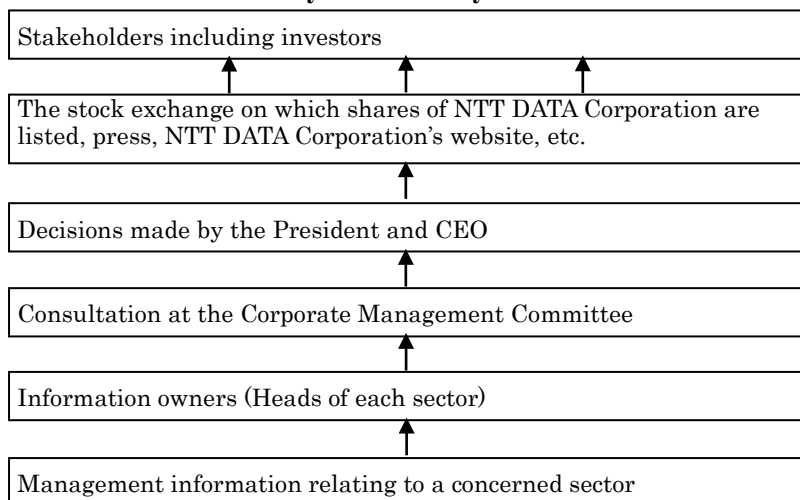 Stakeholders including investors
The stock exchange on which shares of NTT DATA Corporation are
listed, press, NTT DATA Corporation’s website, etc.
Decisions made by the President and CEO
Consultation at the Corporate Management Committee
Information owners (Heads of each sector)
Management information relating to a concerned sector